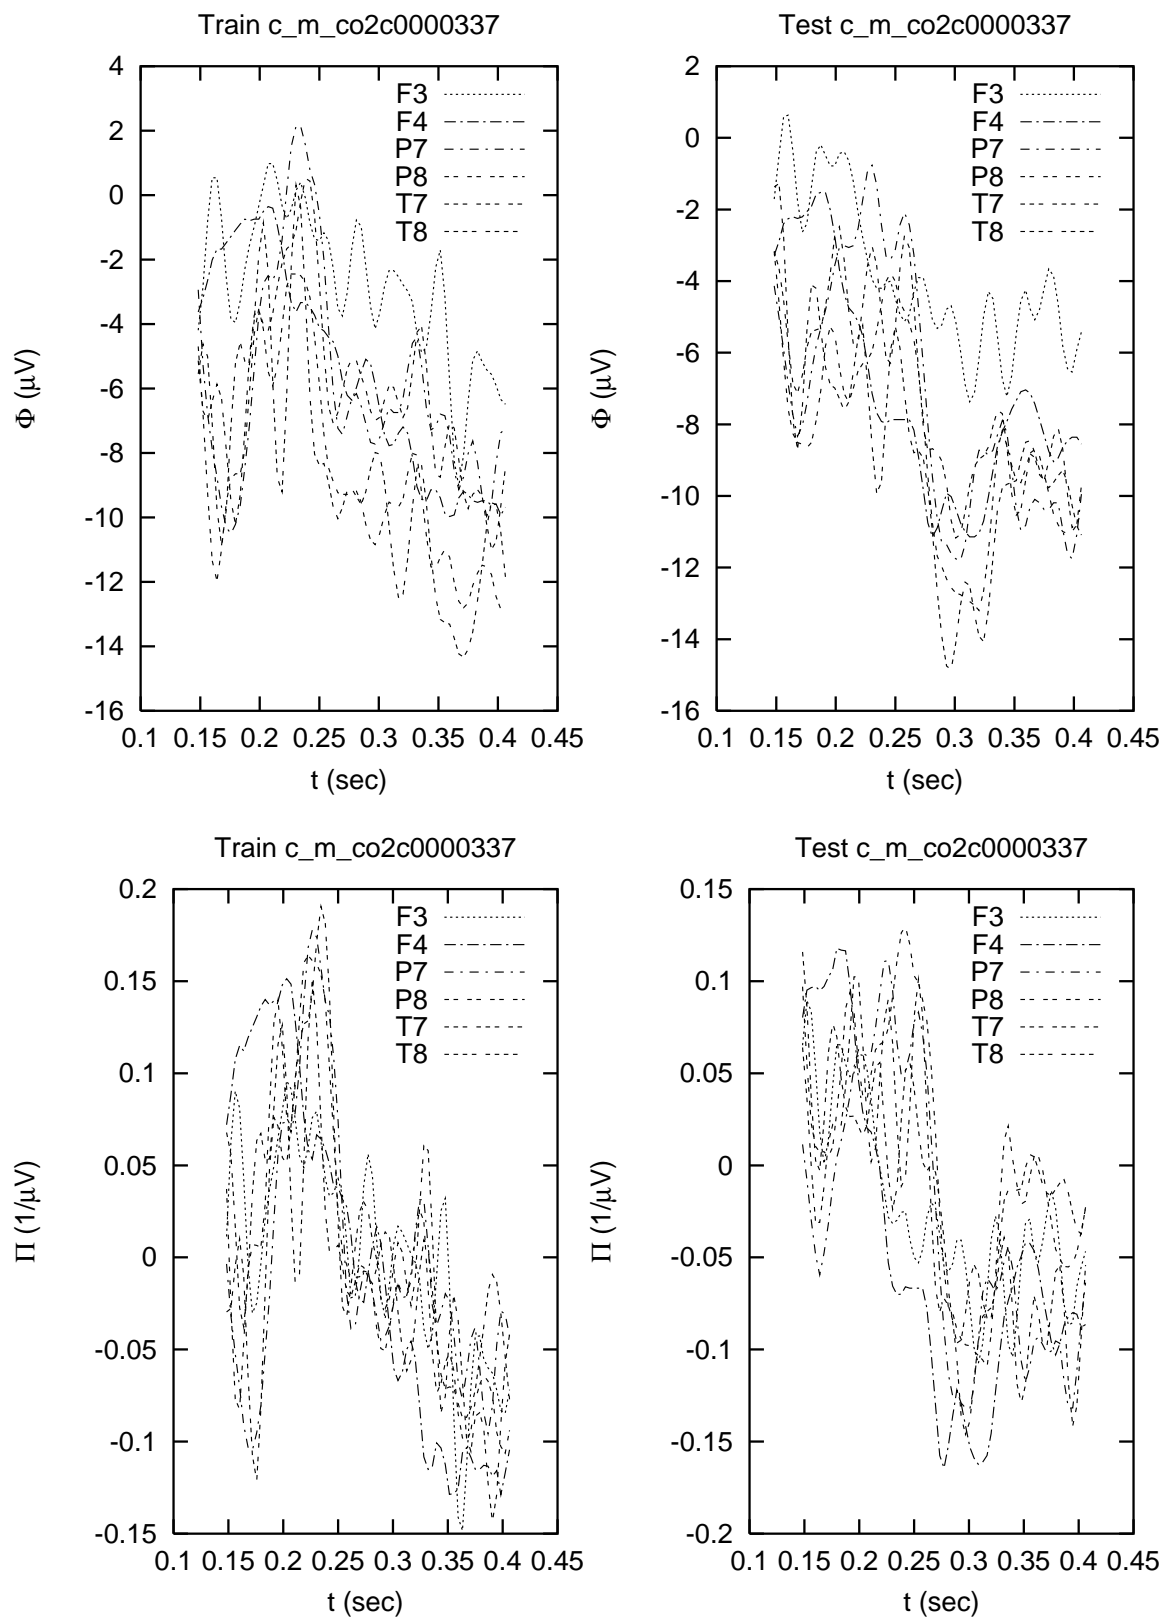 Train c_m_co2c0000337
4
2
0
-2
-4
-6
-8
-10
-12
-14
-16
0.1 0.15 0.2 0.25 0.3 0.35 0.4 0.45
t (sec)
Φ (μV)
F3
F4
P7
P8
T7
T8
Test c_m_co2c0000337
2
0
-2
-4
-6
-8
-10
-12
-14
-16
0.1 0.15 0.2 0.25 0.3 0.35 0.4 0.45
t (sec)
Φ (μV)
F3
F4
P7
P8
T7
T8
Train c_m_co2c0000337
0.2
0.15
0.1
0.05
0
-0.05
-0.1
-0.15
0.1 0.15 0.2 0.25 0.3 0.35 0.4 0.45
t (sec)
Π (1/μV)
F3
F4
P7
P8
T7
T8
Test c_m_co2c0000337
0.15
0.1
0.05
0
-0.05
-0.1
-0.15
-0.2
0.1 0.15 0.2 0.25 0.3 0.35 0.4 0.45
t (sec)
Π (1/μV)
F3
F4
P7
P8
T7
T8